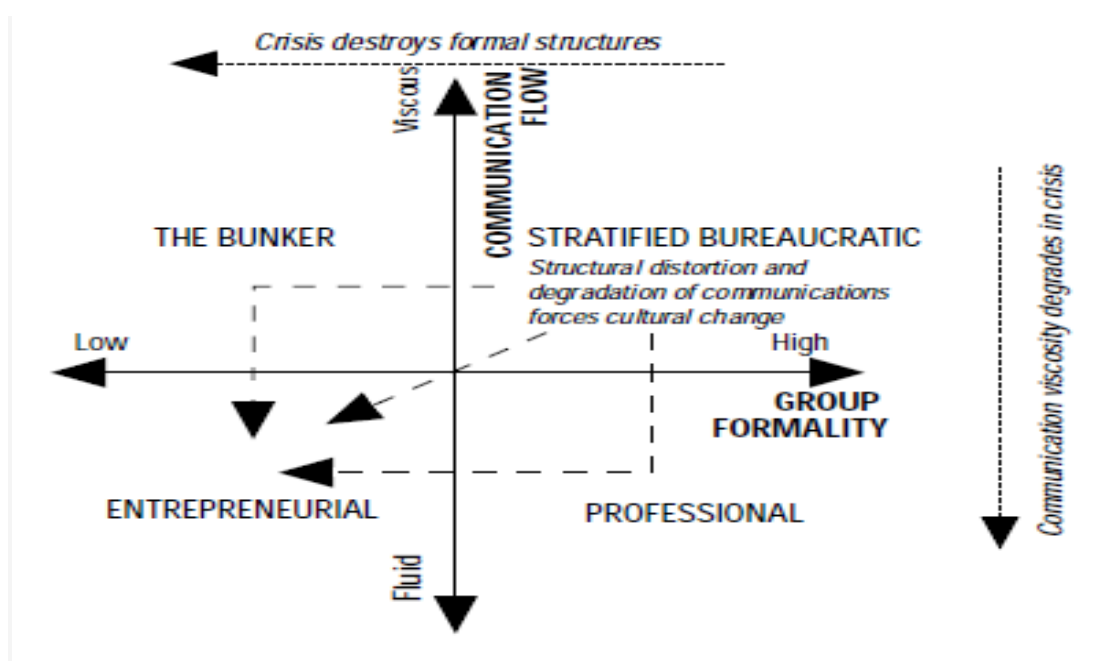 Crisis destroys formal structures
Viscous
COMMUNICATION
FLOW
THE BUNKER
STRATIFIED BUREAUCRATIC
Structural distortion and
degradation of communications
forces cultural change
Low
High
GROUP
FORMALITY
ENTREPRENEURIAL
PROFESSIONAL
Fluid
Communication viscosity degrades in crisis